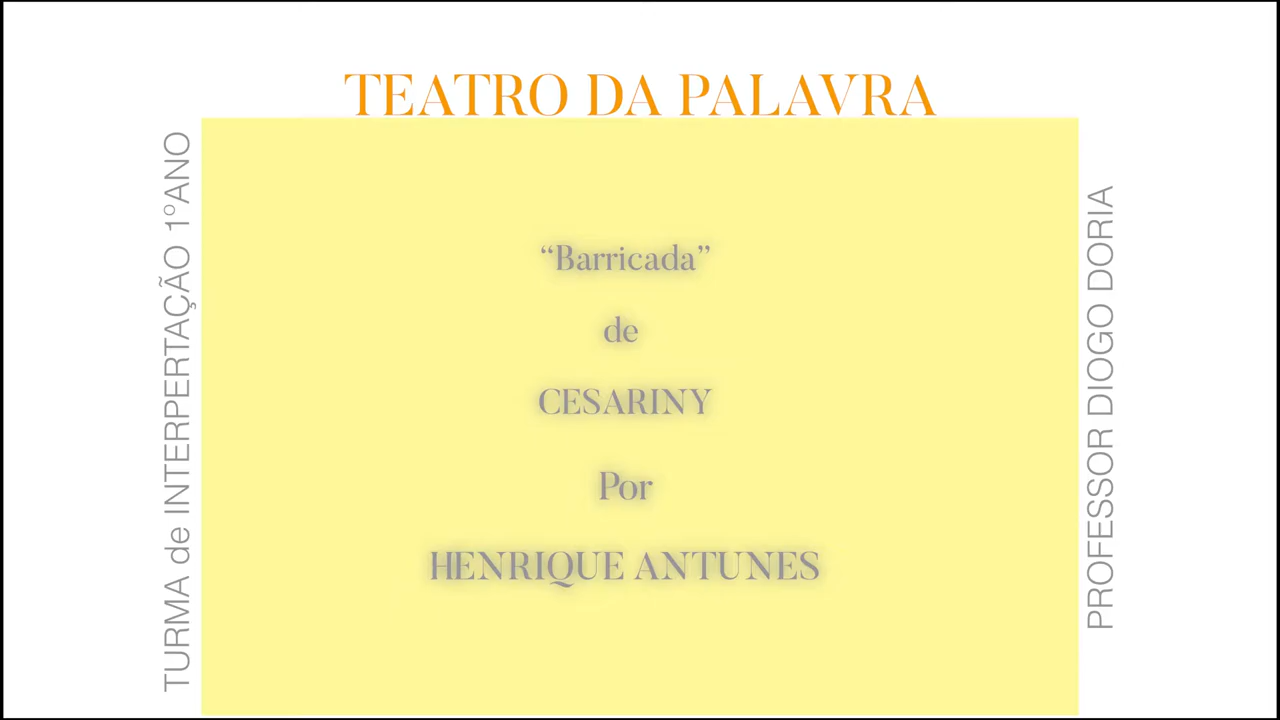 TEATRO DA PALAVRA
TURMA de INTERPERTAÇÃO 1ºANO
“Barricada”
de
CESARINY
Por
HENRIQUE ANTUNES
PROFESSOR DIOGO DORIA